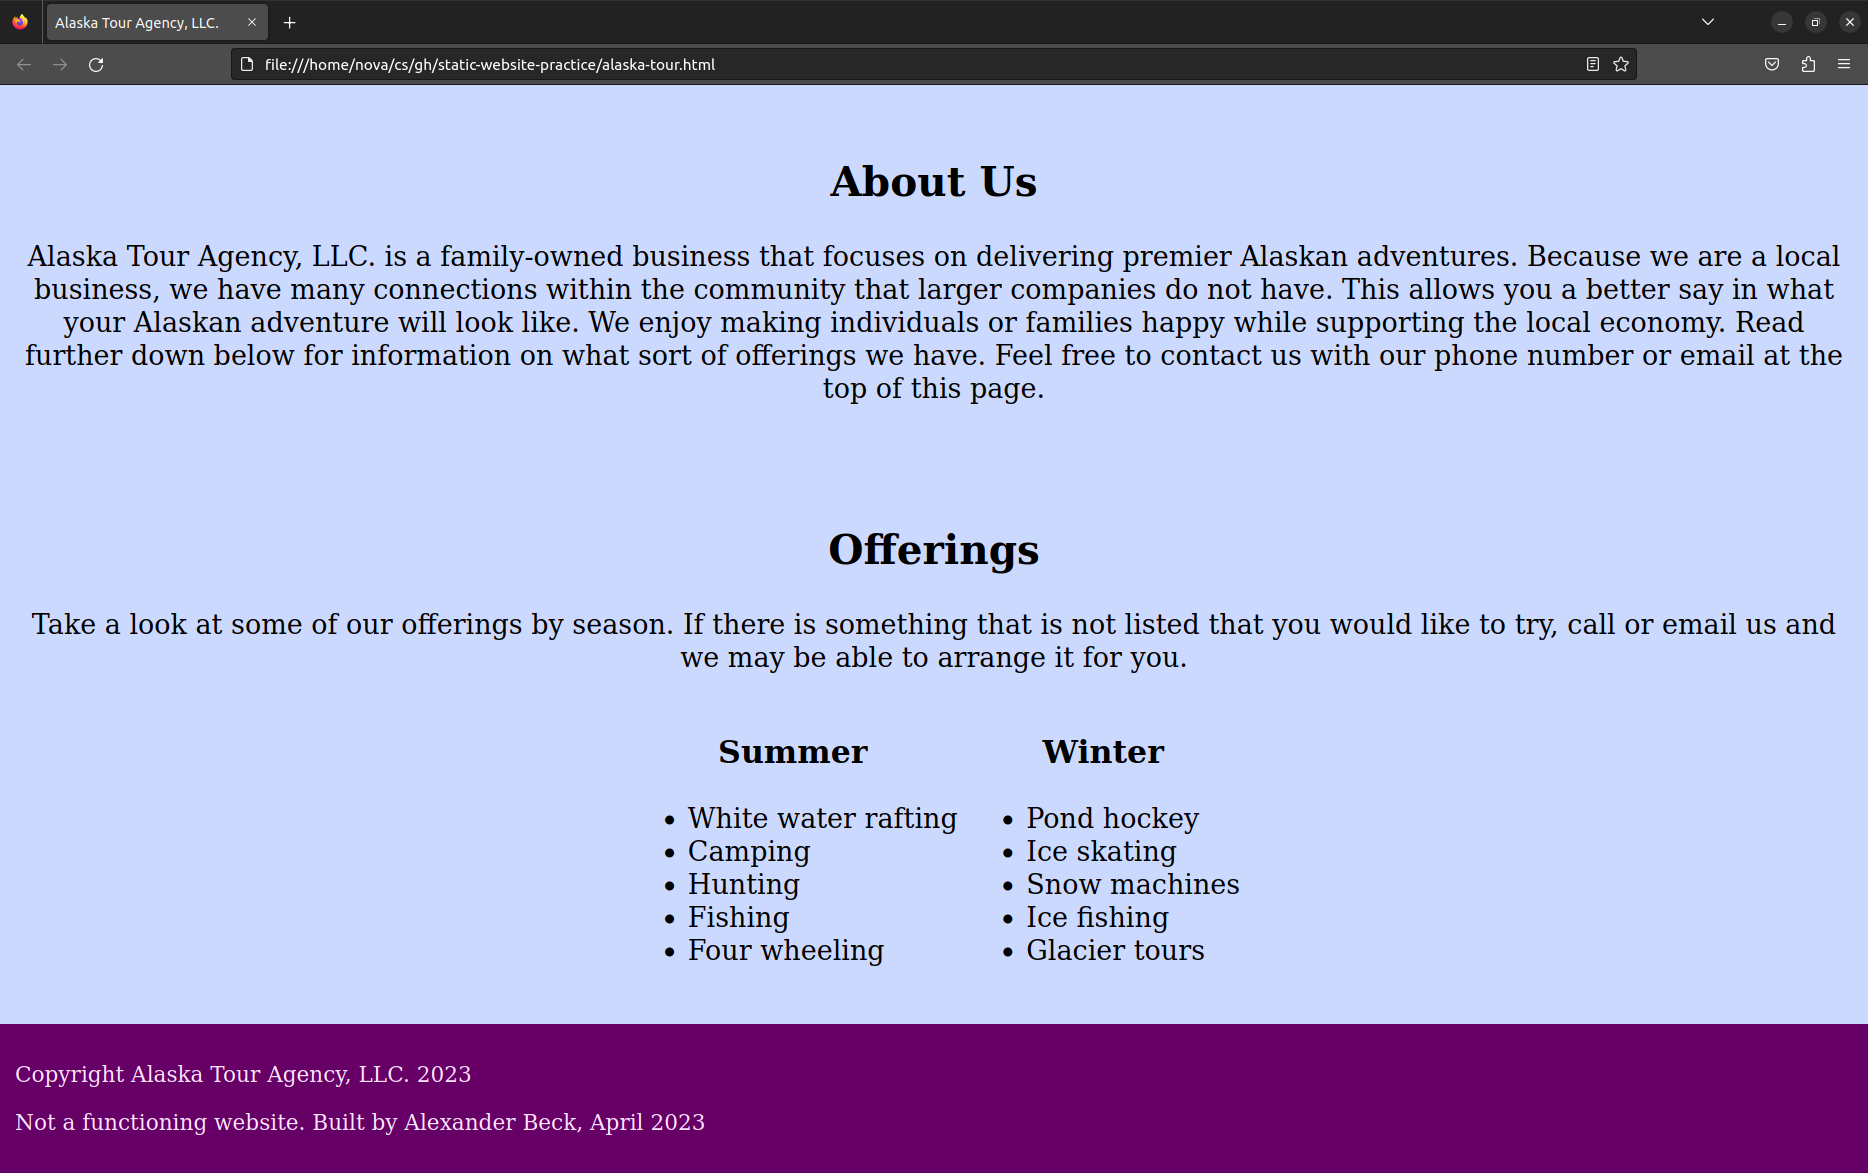 Alaska Tour Agency, LLC.
file:///home/nova/cs/gh/static-website-practice/alaska-tour.html
About Us
Alaska Tour Agency, LLC. is a family-owned business that focuses on delivering premier Alaskan adventures. Because we are a local
business, we have many connections within the community that larger companies do not have. This allows you a better say in what
your Alaskan adventure will look like. We enjoy making individuals or families happy while supporting the local economy. Read
further down below for information on what sort of offerings we have. Feel free to contact us with our phone number or email at the
top of this page.
Offerings
Take a look at some of our offerings by season. If there is something that is not listed that you would like to try, call or email us and
we may be able to arrange it for you.
Summer
• White water rafting
• Camping
• Hunting
• Fishing
• Four wheeling
Winter
• Pond hockey
• Ice skating
• Snow machines
• Ice fishing
• Glacier tours
Copyright Alaska Tour Agency, LLC. 2023
Not a functioning website. Built by Alexander Beck, April 2023